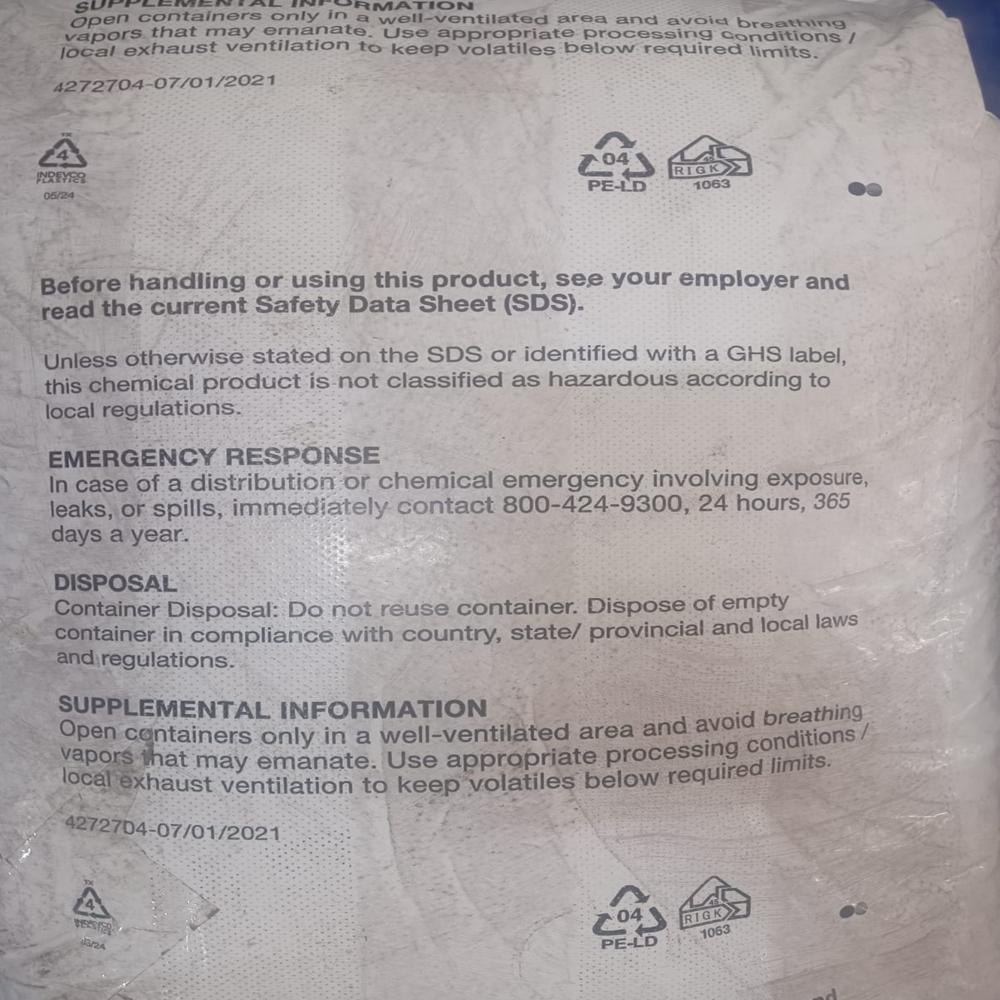 SUPPLEMENTAL INFORMATION
Open containers only in a well-ventilated area and avoid breathing
vapors that may emanate. Use appropriate processing conditions /
local exhaust ventilation to keep volatiles below required limits.
4272704-07/01/2021
TX
4
INDEVCO
PLASTICS
05/24
04
PE-LD
RIGK
1063
Before handling or using this product, see your employer and
read the current Safety Data Sheet (SDS).
Unless otherwise stated on the SDS or identified with a GHS label,
this chemical product is not classified as hazardous according to
local regulations.
EMERGENCY RESPONSE
In case of a distribution or chemical emergency involving exposure,
leaks, or spills, immediately contact 800-424-9300, 24 hours, 365
days a year.
DISPOSAL
Container Disposal: Do not reuse container. Dispose of empty
container in compliance with country, state/ provincial and local laws
and regulations.
SUPPLEMENTAL INFORMATION
Open containers only in a well-ventilated area and avoid breathing
vapors that may emanate. Use appropriate processing conditions /
local exhaust ventilation to keep volatiles below required limits.
4272704-07/01/2021
TX
4
04
PE-LD
RIGK
1063